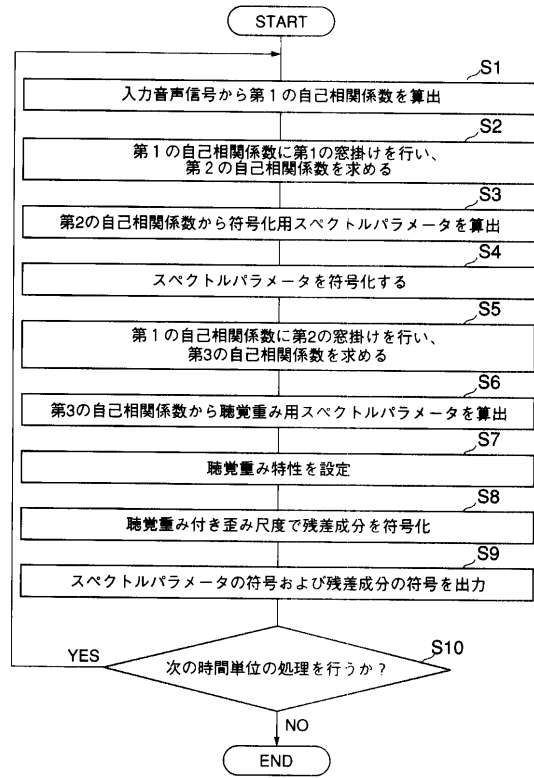 START
S1
入力音声信号から第１の自己相関係数を算出
S2
第１の自己相関係数に第1の窓掛けを行い、
第２の自己相関係数を求める
S3
第2の自己相関係数から符号化用スペクトルパラメータを算出
S4
スペクトルパラメータを符号化する
S5
第１の自己相関係数に第2の窓掛けを行い、
第3の自己相関係数を求める
S6
第3の自己相関係数から聴覚重み用スペクトルパラメータを算出
S7
聴覚重み特性を設定
S8
聴覚重み付き歪み尺度で残差成分を符号化
S9
スペクトルパラメータの符号および残差成分の符号を出力
S10
YES
次の時間単位の処理を行うか？
NO
END